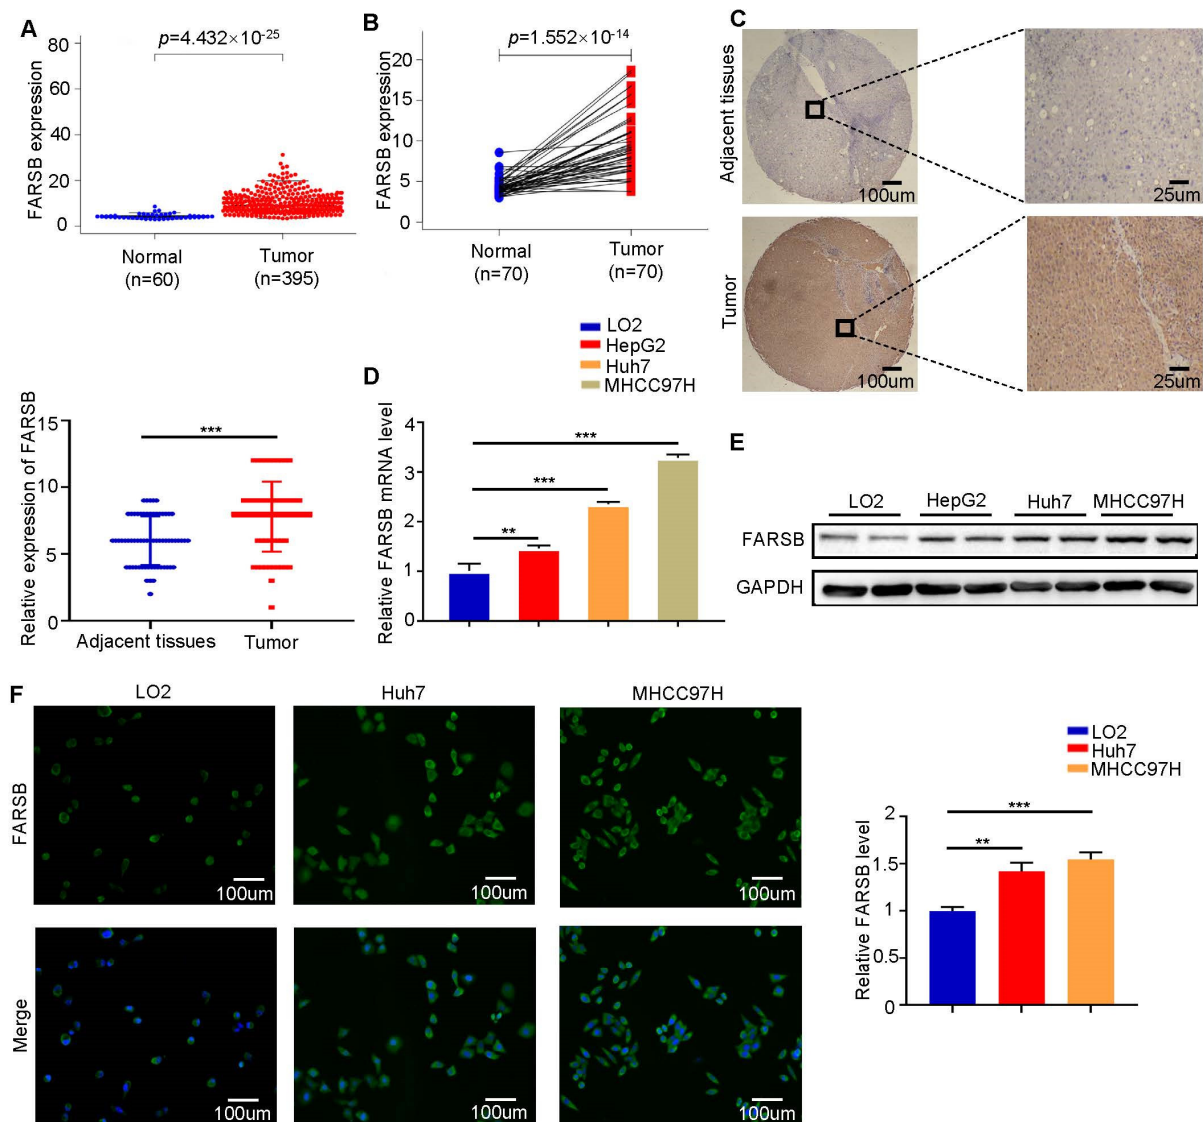 A
p=4.432×10-25
FARSB expression
80
60
40
20
0
Normal
(n=60)
Tumor
(n=395)
B
p=1.552×10-14
FARSB expression
20
15
10
5
0
Normal
(n=70)
Tumor
(n=70)
C
Adjacent tissues
100um
25um
Tumor
100um
25um
Relative expression of FARSB
15
10
5
0
***
Adjacent tissues
Tumor
D
LO2
HepG2
Huh7
MHCC97H
Relative FARSB mRNA level
4
3
2
1
0
***
***
**
E
LO2
HepG2
Huh7
MHCC97H
FARSB
GAPDH
F
LO2
Huh7
MHCC97H
FARSB
100um
100um
100um
Merge
100um
100um
100um
LO2
Huh7
MHCC97H
Relative FARSB level
2
1.5
1
0.5
0
***
**